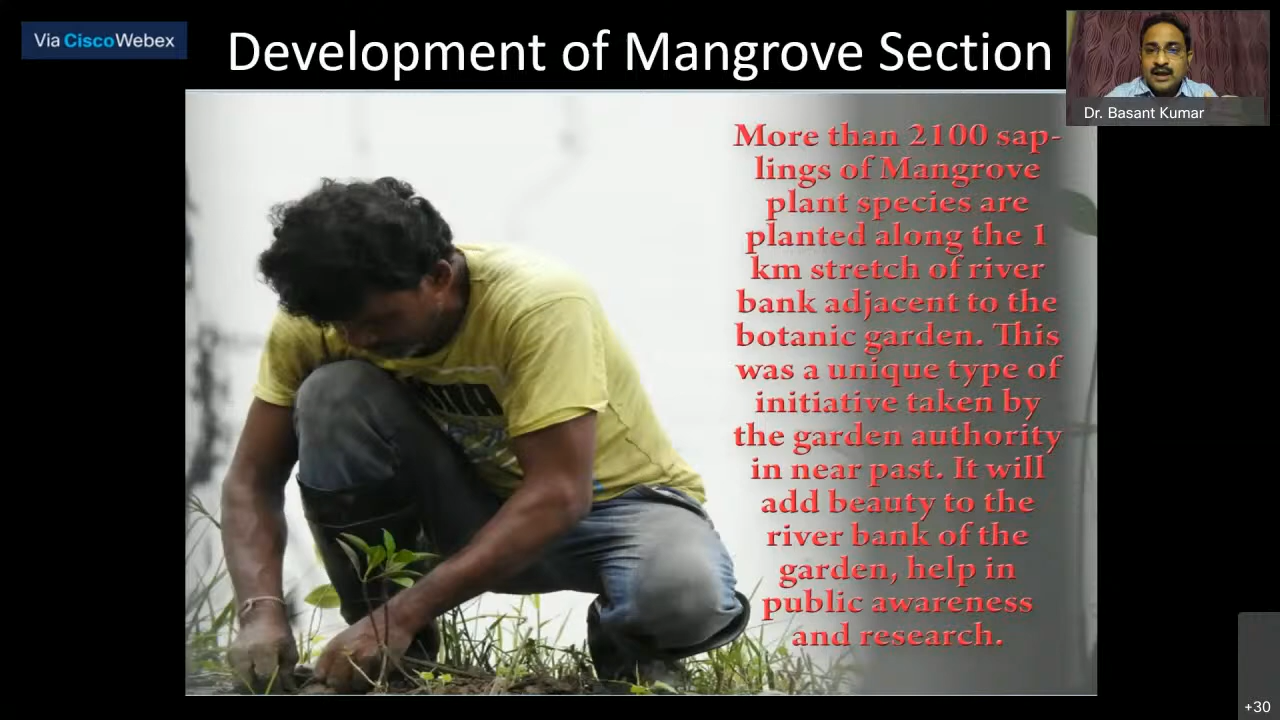 Via CiscoWebex
Development of Mangrove Section
Dr. Basant Kumar
More than 2100 sap-
lings of Mangrove
plant species are
planted along the 1
km stretch of river
bank adjacent to the
botanic garden. This
was a unique type of
initiative taken by
the garden authority
in near past. It will
add beauty to the
river bank of the
garden, help in
public awareness
and research.
+30